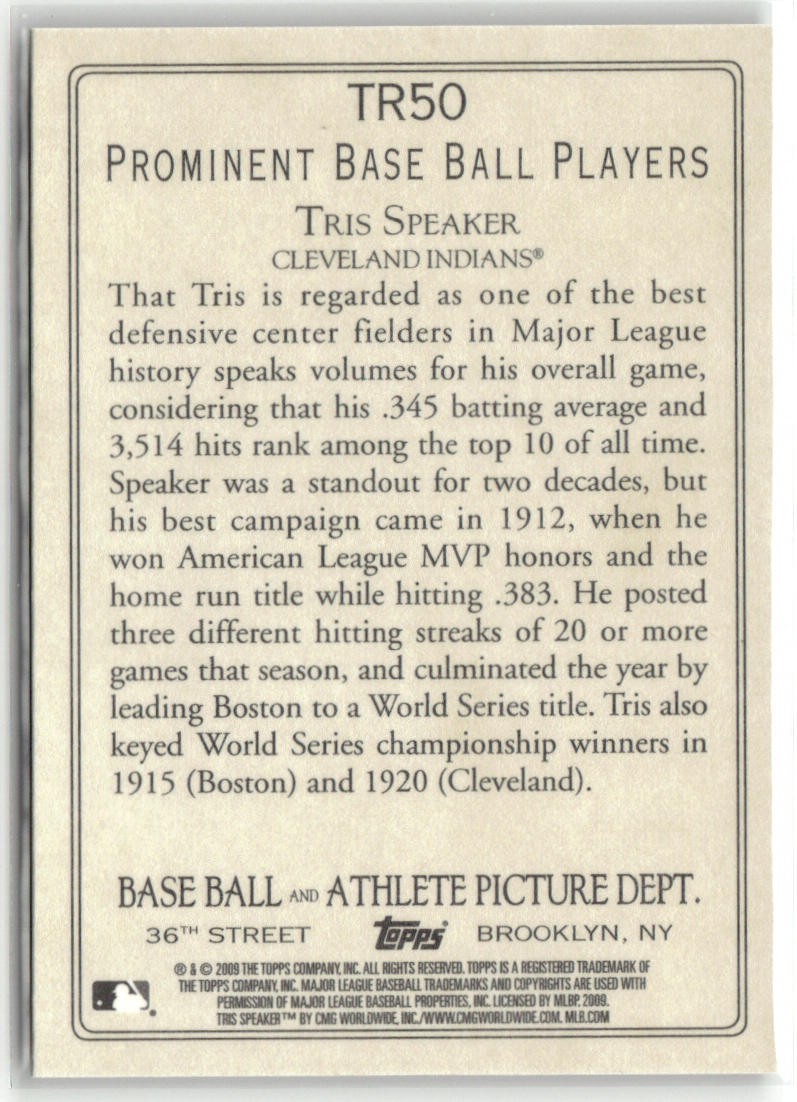 TR50
PROMINENT BASE BALL PLAYERS
TRIS SPEAKER
CLEVELAND INDIANS®
That Tris is regarded as one of the best
defensive center fielders in Major League
history speaks volumes for his overall game,
considering that his .345 batting average and
3,514 hits rank among the top 10 of all time.
Speaker was a standout for two decades, but
his best campaign came in 1912, when he
won American League MVP honors and the
home run title while hitting .383. He posted
three different hitting streaks of 20 or more
games that season, and culminated the year by
leading Boston to a World Series title. Tris also
keyed World Series championship winners in
1915 (Boston) and 1920 (Cleveland).
BASE BALL AND ATHLETE PICTURE DEPT.
36TH STREET topps® BROOKLYN, NY
® & © 2009 THE TOPPS COMPANY, INC. ALL RIGHTS RESERVED. TOPPS IS A REGISTERED TRADEMARK OF
THE TOPPS COMPANY, INC. MAJOR LEAGUE BASEBALL TRADEMARKS AND COPYRIGHTS ARE USED WITH
PERMISSION OF MAJOR LEAGUE BASEBALL PROPERTIES, INC. LICENSED BY MLBP, 2009.
TRIS SPEAKER™ BY CMG WORLDWIDE, INC./WWW.CMGWORLDWIDE.COM. MLB.COM